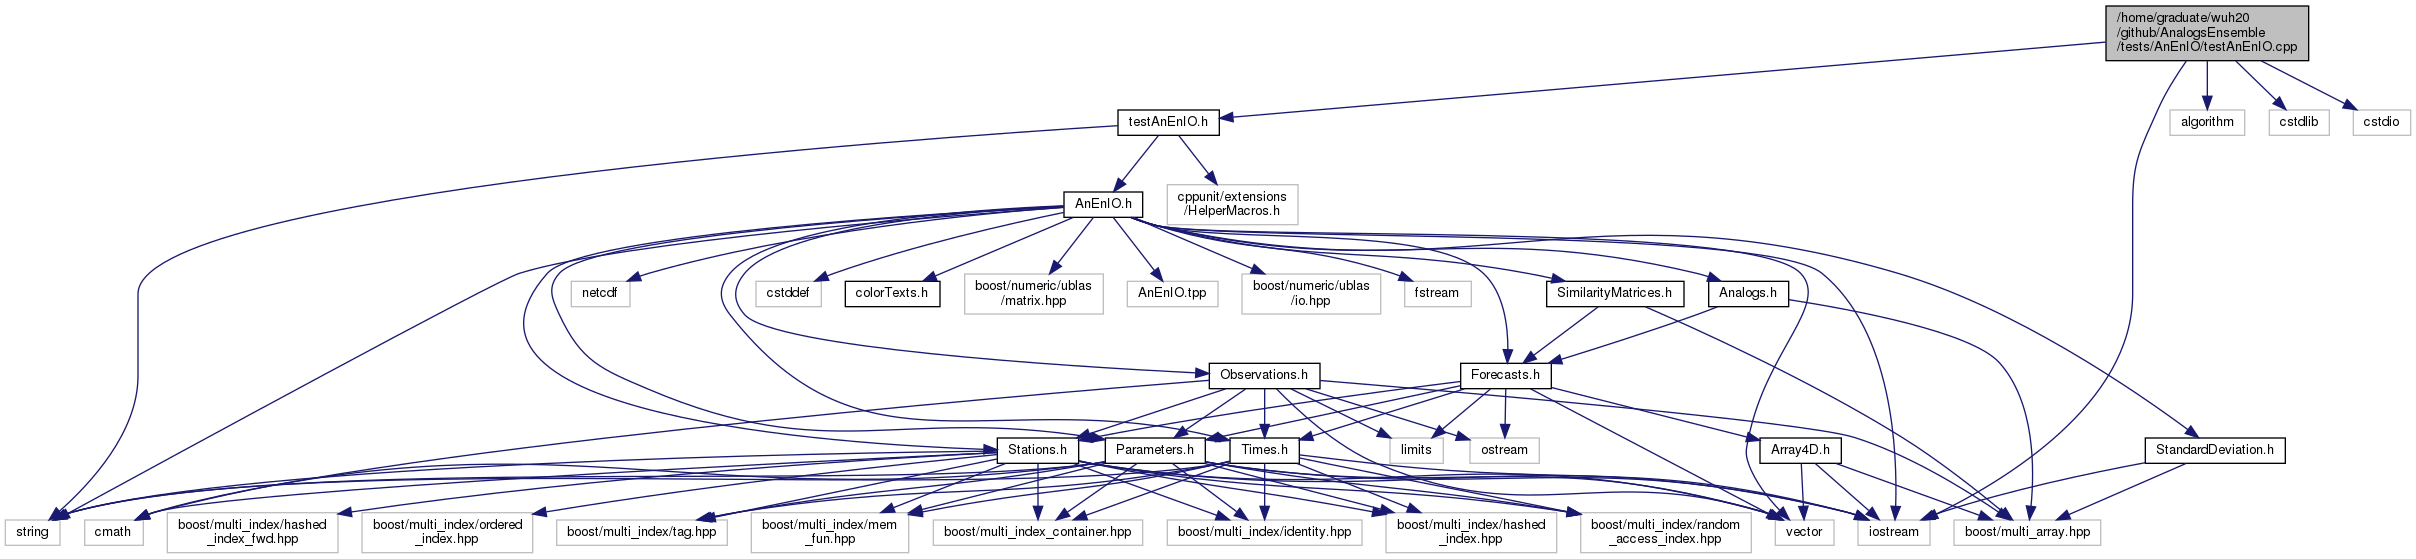 /home/graduate/wuh20
/github/AnalogsEnsemble
/tests/AnEnIO/testAnEnIO.cpp
testAnEnIO.h
algorithm
cstdlib
cstdio
AnEnIO.h
cppunit/extensions
/HelperMacros.h
netcdf
cstddef
colorTexts.h
boost/numeric/ublas
/matrix.hpp
AnEnIO.tpp
boost/numeric/ublas
/io.hpp
fstream
SimilarityMatrices.h
Analogs.h
Observations.h
Forecasts.h
Stations.h
Parameters.h
Times.h
limits
ostream
Array4D.h
StandardDeviation.h
string
cmath
boost/multi_index/hashed
_index_fwd.hpp
boost/multi_index/ordered
_index.hpp
boost/multi_index/tag.hpp
boost/multi_index/mem
_fun.hpp
boost/multi_index_container.hpp
boost/multi_index/identity.hpp
boost/multi_index/hashed
_index.hpp
boost/multi_index/random
_access_index.hpp
vector
iostream
boost/multi_array.hpp